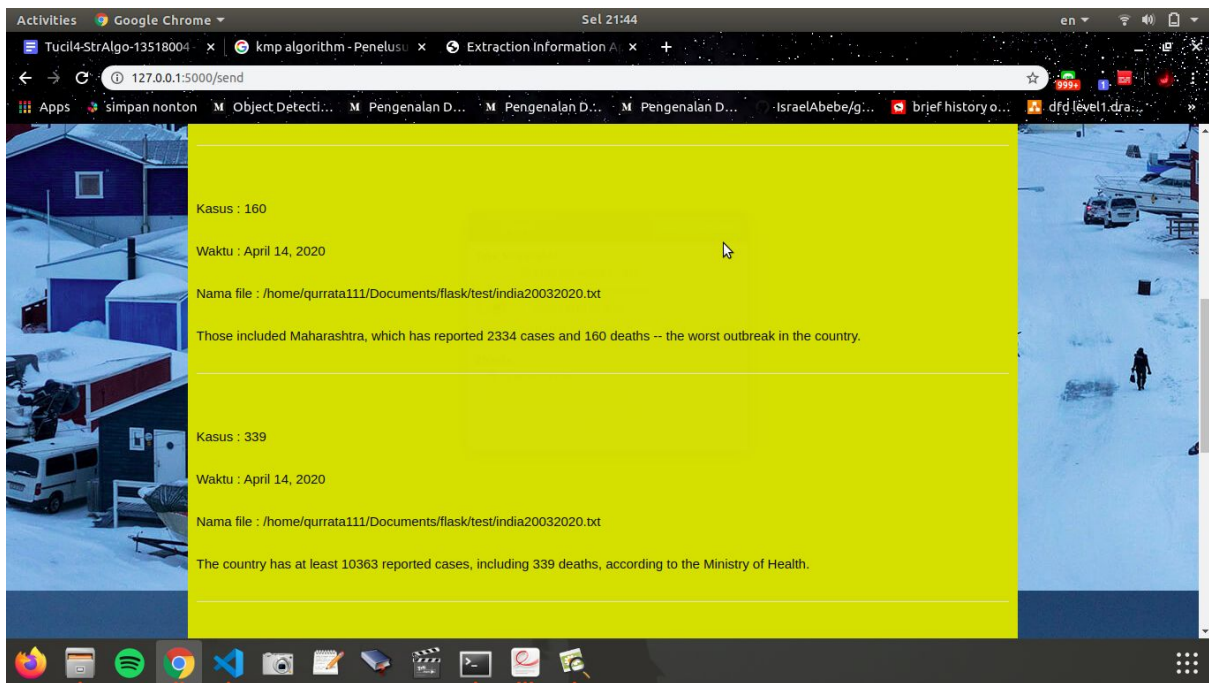 Activities Google Chrome Sel 21:44 en
Tucil4-StrAlgo-13518004 - kmp algorithm - Penelusu Extraction Information A
127.0.0.1:5000/send 999+ 1
Apps simpan nonton M Object Detecti... M Pengenalan D... M Pengenalan D... M Pengenalan D... IsraelAbebe/g... brief history o... dfd level1.dra... »
Kasus : 160
Waktu : April 14, 2020
Nama file : /home/qurrata111/Documents/flask/test/india20032020.txt
Those included Maharashtra, which has reported 2334 cases and 160 deaths -- the worst outbreak in the country.
Kasus : 339
Waktu : April 14, 2020
Nama file : /home/qurrata111/Documents/flask/test/india20032020.txt
The country has at least 10363 reported cases, including 339 deaths, according to the Ministry of Health.